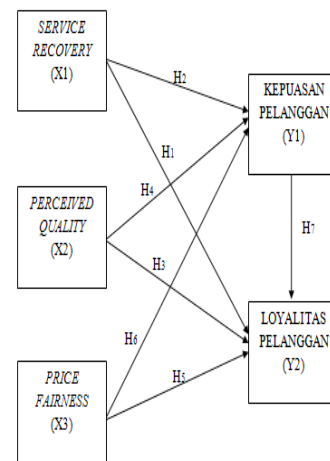 SERVICE
RECOVERY
(X1)
H2
KEPUASAN
PELANGGAN
(Y1)
H1
H4
PERCEIVED
QUALITY
(X2)
H7
H3
LOYALITAS
PELANGGAN
(Y2)
H6
H5
PRICE
FAIRNESS
(X3)